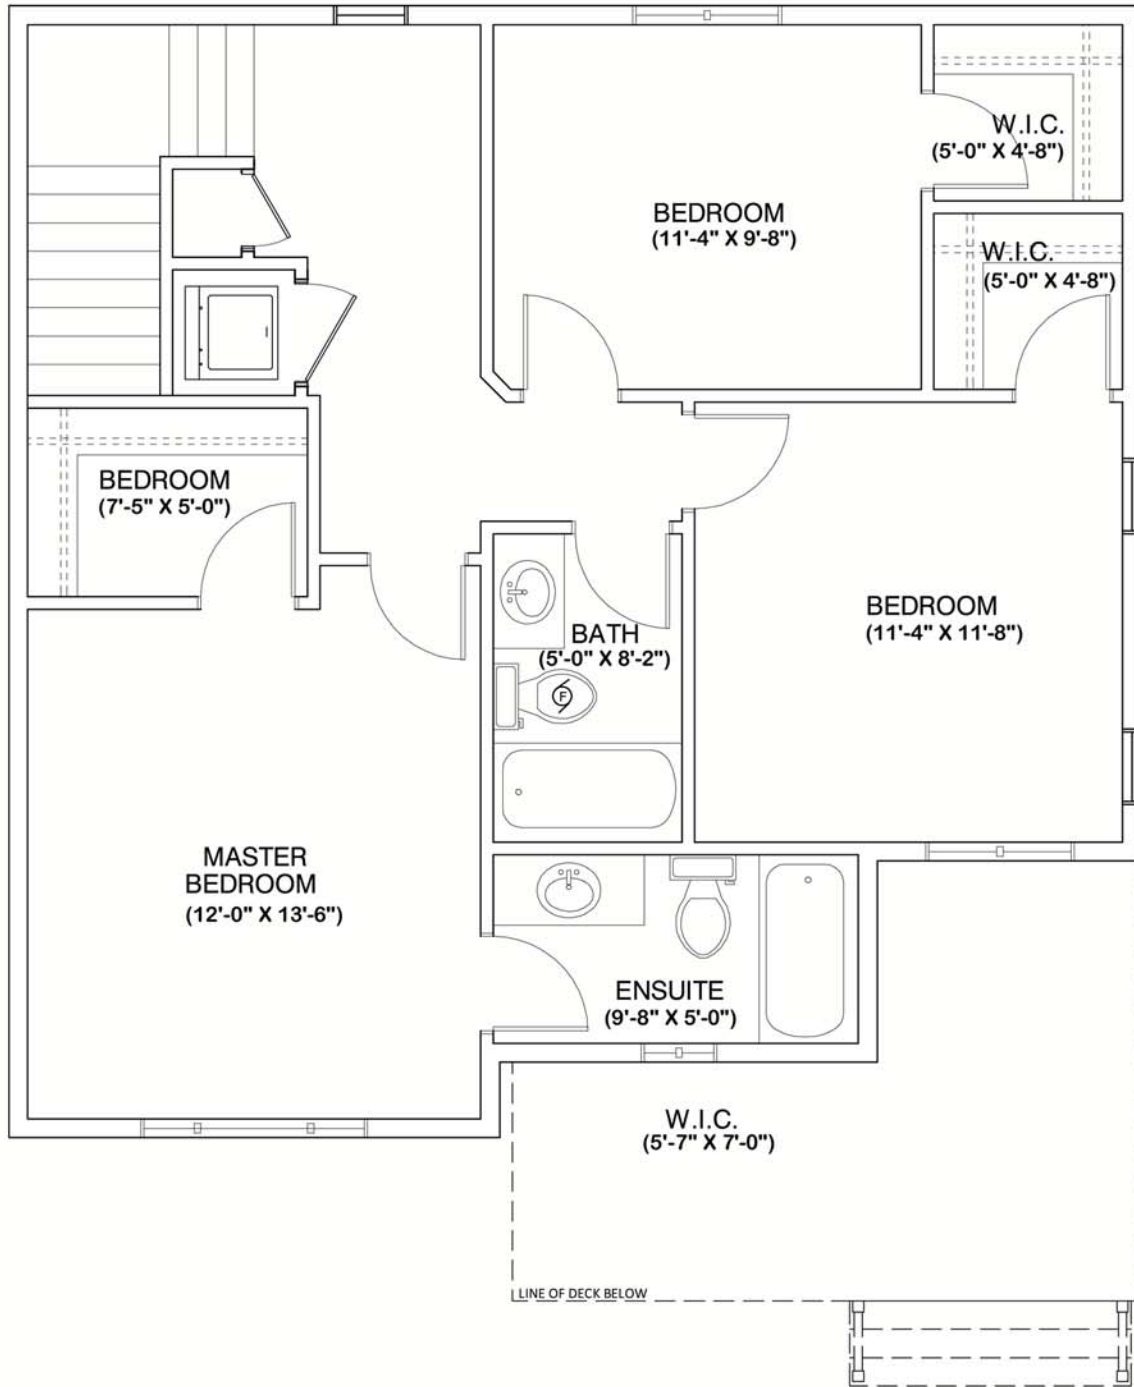 W.I.C.
(5'-0" X 4'-8")
BEDROOM
(11'-4" X 9'-8")
W.I.C.
(5'-0" X 4'-8")
BEDROOM
(7'-5" X 5'-0")
BEDROOM
(11'-4" X 11'-8")
BATH
(5'-0" X 8'-2")
F
MASTER
BEDROOM
(12'-0" X 13'-6")
ENSUITE
(9'-8" X 5'-0")
W.I.C.
(5'-7" X 7'-0")
LINE OF DECK BELOW